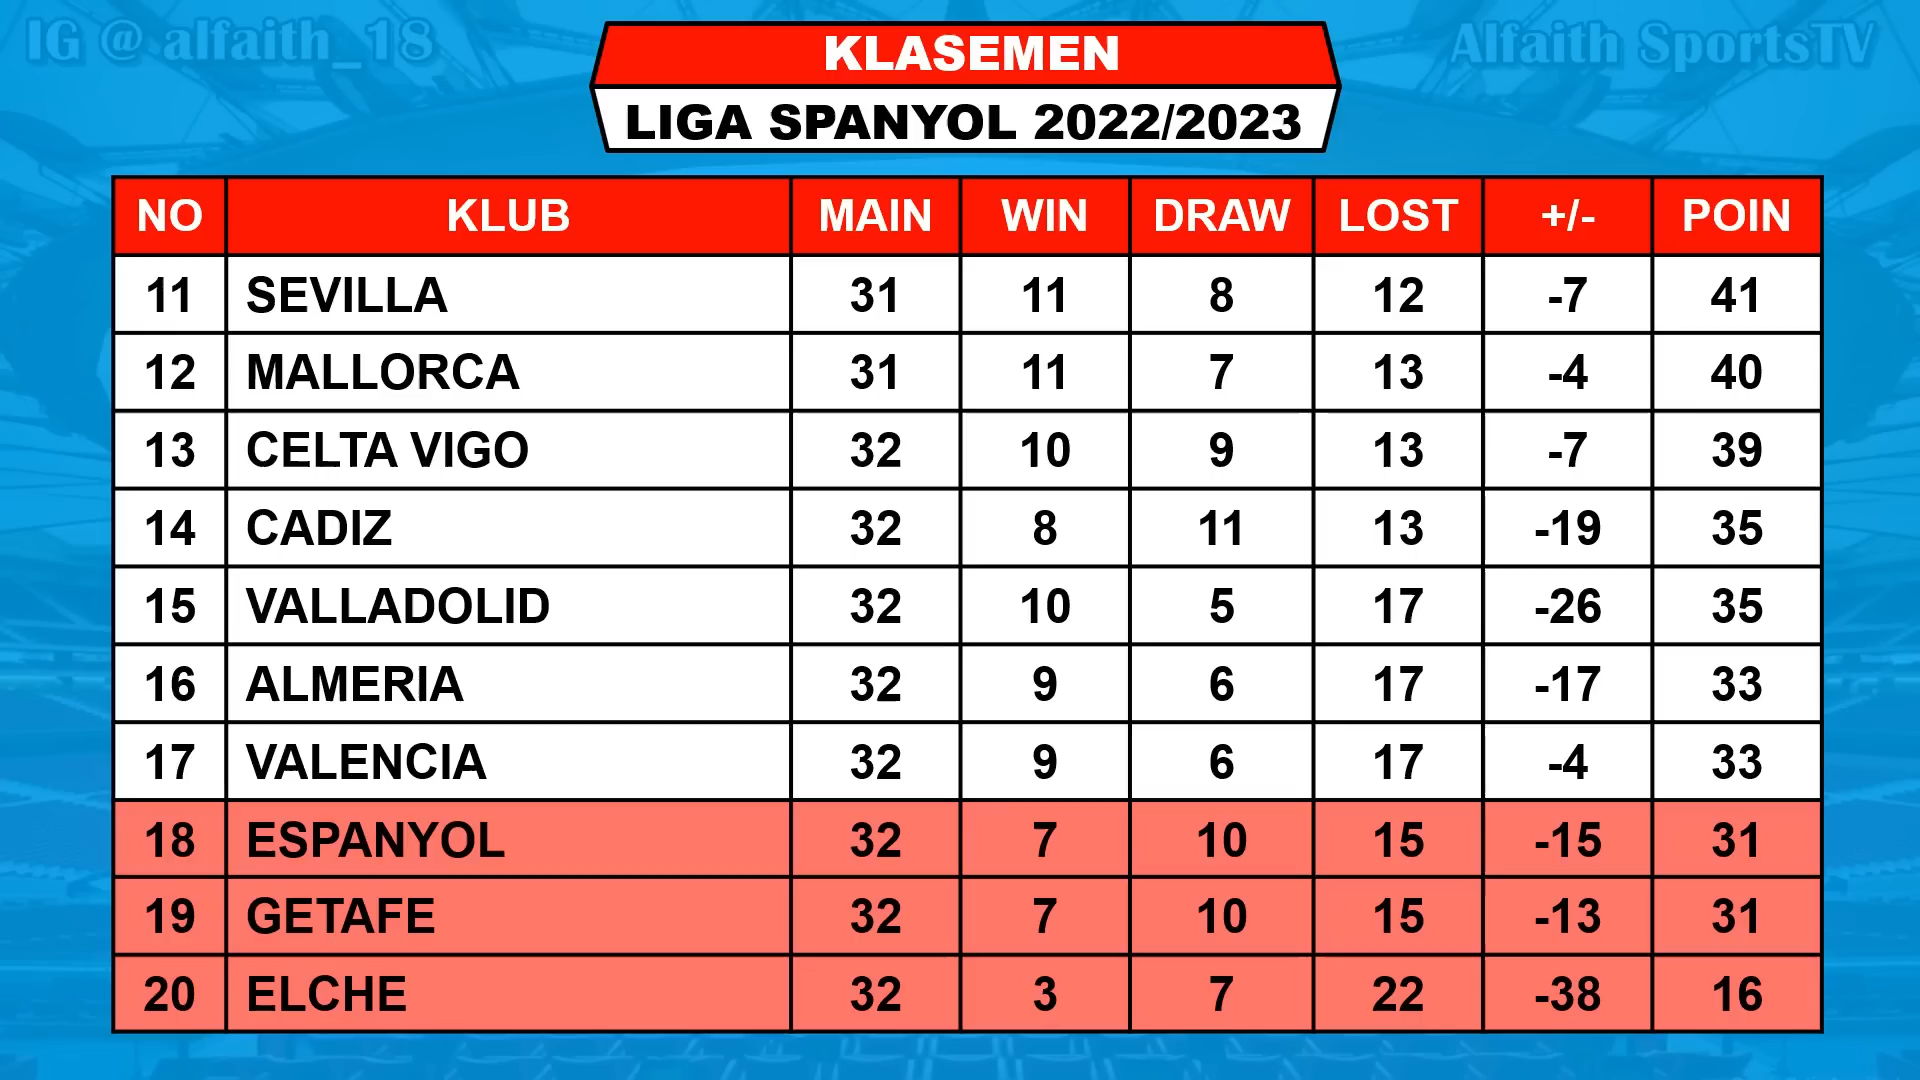 IG @ alfaith_18
Alfaith SportsTV
KLASEMEN
LIGA SPANYOL 2022/2023
NO KLUB MAIN WIN DRAW LOST +/- POIN
11 SEVILLA 31 11 8 12 -7 41
12 MALLORCA 31 11 7 13 -4 40
13 CELTA VIGO 32 10 9 13 -7 39
14 CADIZ 32 8 11 13 -19 35
15 VALLADOLID 32 10 5 17 -26 35
16 ALMERIA 32 9 6 17 -17 33
17 VALENCIA 32 9 6 17 -4 33
18 ESPANYOL 32 7 10 15 -15 31
19 GETAFE 32 7 10 15 -13 31
20 ELCHE 32 3 7 22 -38 16